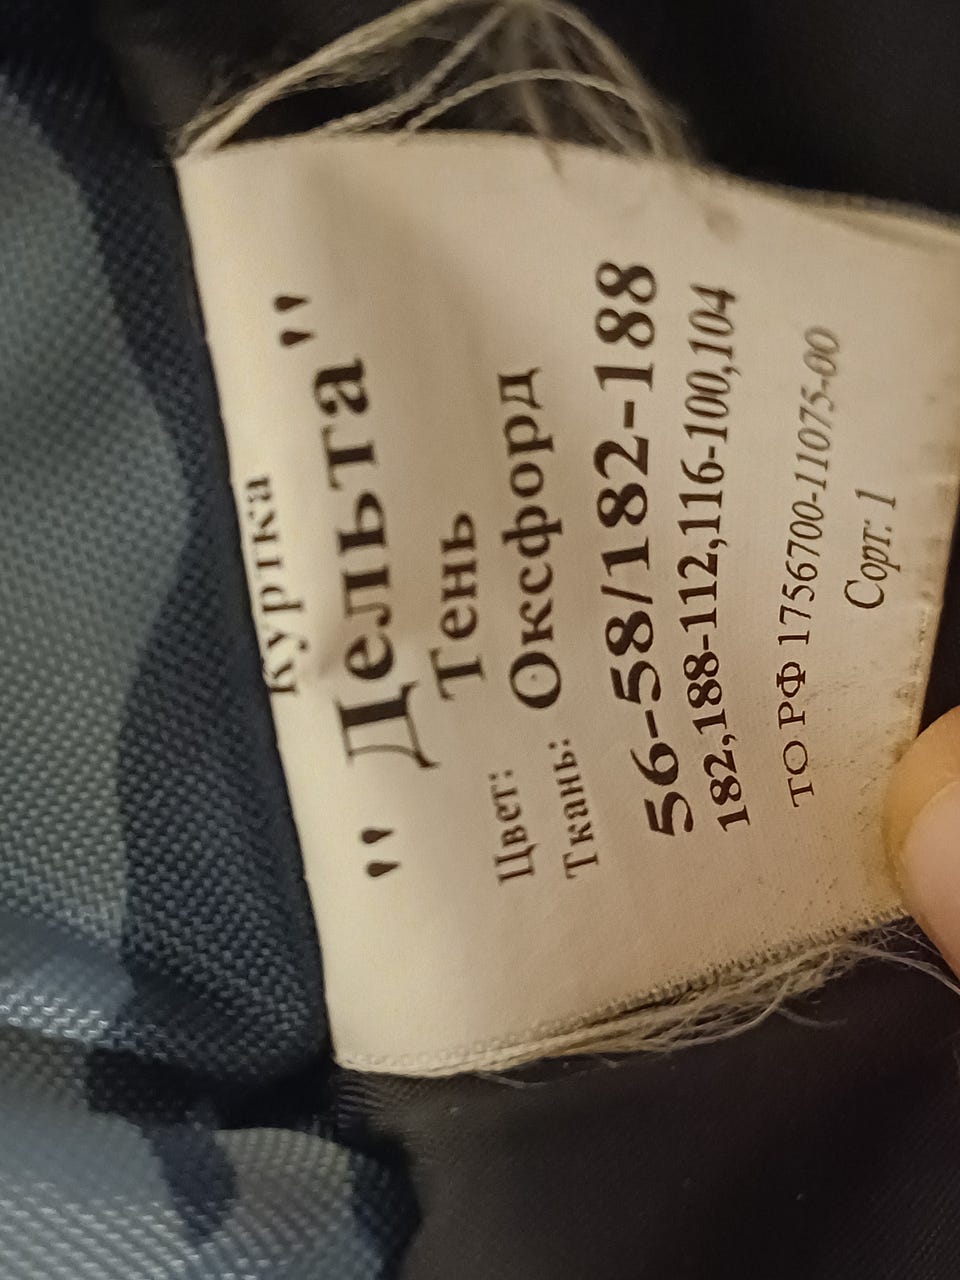 Куртка
"Дельта"
Цвет: Тень
Ткань: Оксфорд
56-58/182-188
182,188-112,116-100,104
ТО РФ 1756700-11075-00
Сорт: 1